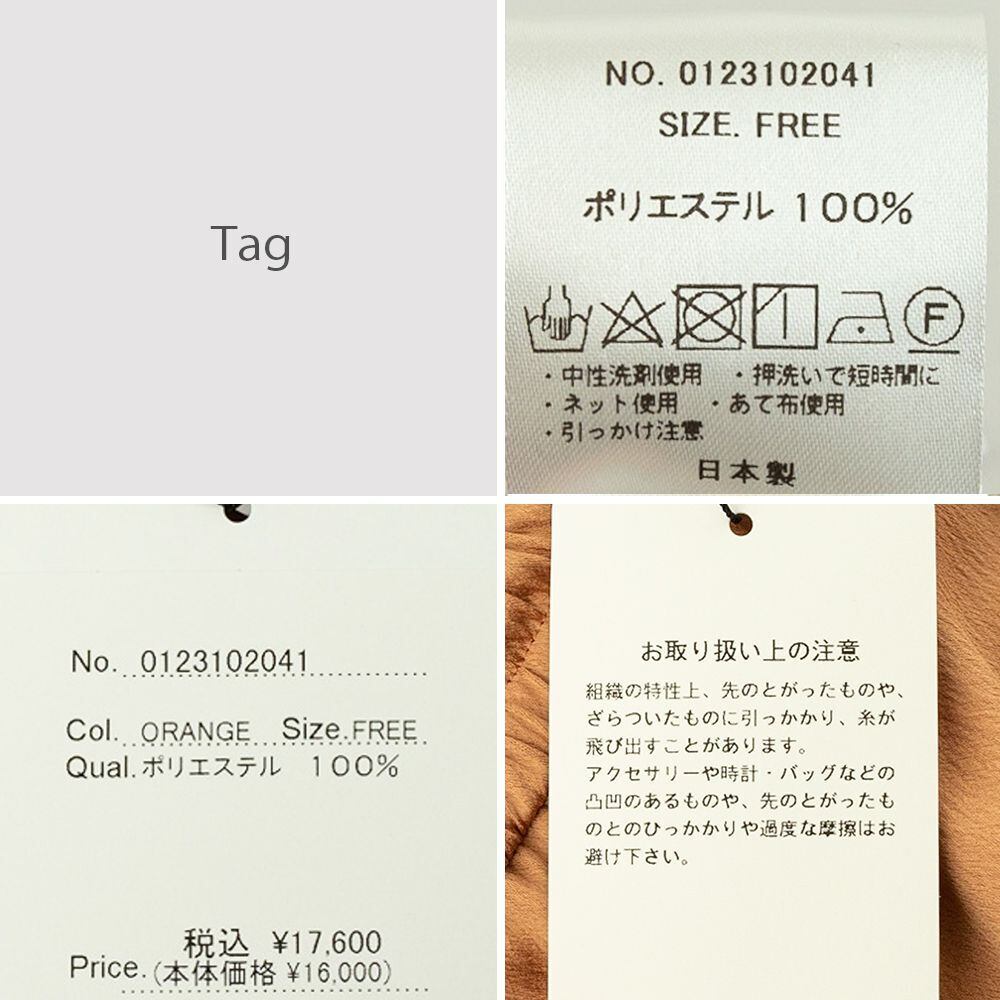 Tag
NO. 0123102041
SIZE. FREE
ポリエステル 100%
F
・中性洗剤使用 ・押洗いで短時間に
・ネット使用 ・あて布使用
・引っかけ注意
日本製
No. 0123102041
Col. ORANGE Size.FREE
Qual.ポリエステル 100%
税込 ¥17,600
Price.(本体価格 ¥16,000)
お取り扱い上の注意
組織の特性上、先のとがったものや、
ざらついたものに引っかかり、糸が
飛び出すことがあります。
アクセサリーや時計・バッグなどの
凸凹のあるものや、先のとがったも
のとのひっかかりや過度な摩擦はお
避け下さい。